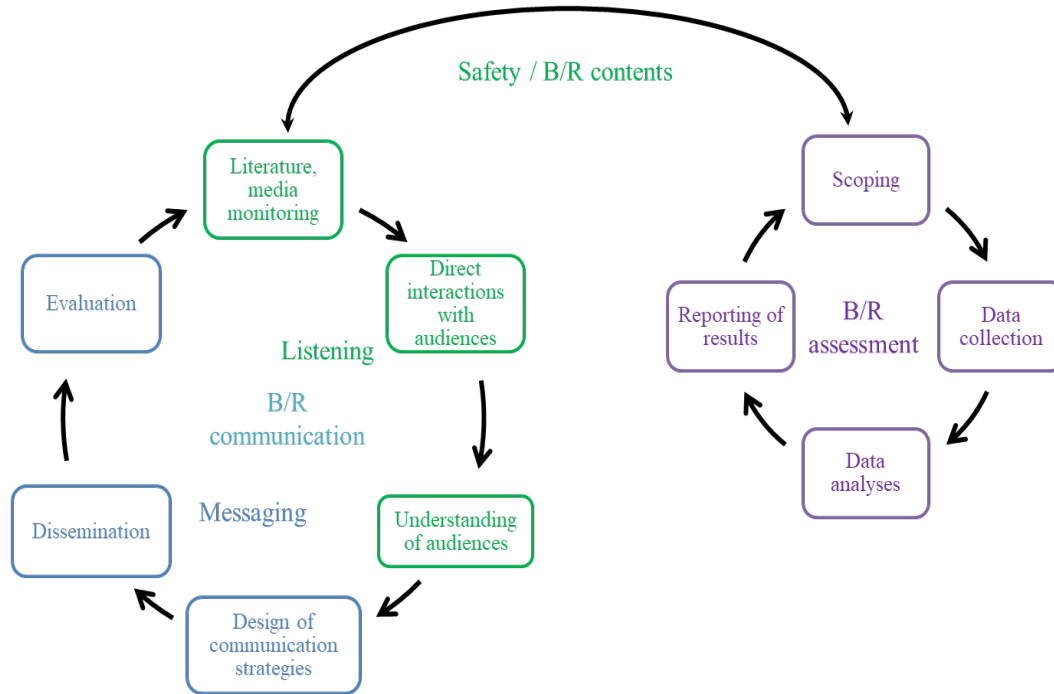 Safety / B/R contents
Literature,
media
monitoring
Direct
interactions
with
audiences
Understanding
of audiences
Design of
communication
strategies
Dissemination
Evaluation
Listening
B/R
communication
Messaging
Scoping
Data
collection
Data
analyses
Reporting of
results
B/R
assessment